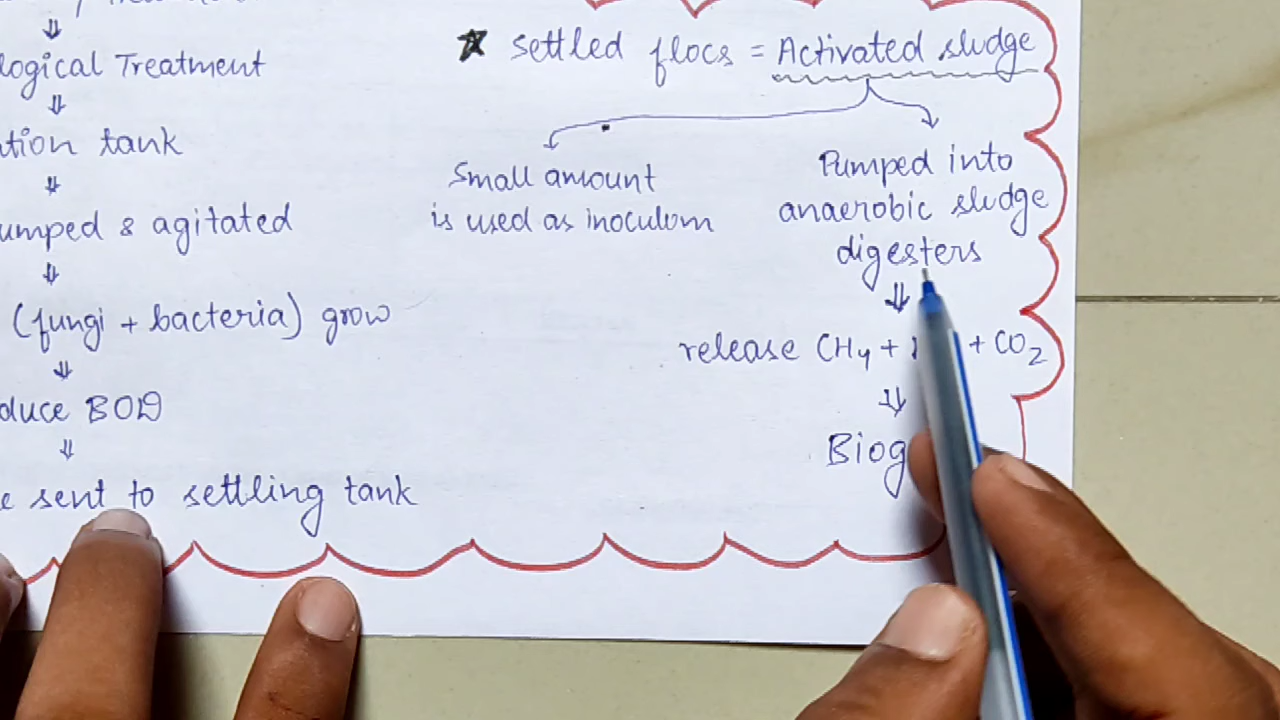 ⇓
logical Treatment
⇓
tion tank
⇓
umped & agitated
⇓
(fungi + bacteria) grow
⇓
duce BOD
⇓
e sent to settling tank
★ Settled flocs = Activated sludge
Small amount
is used as inoculum
Pumped into
anaerobic sludge
digesters
⇓
release CH4 + + CO2
⇓
Biog